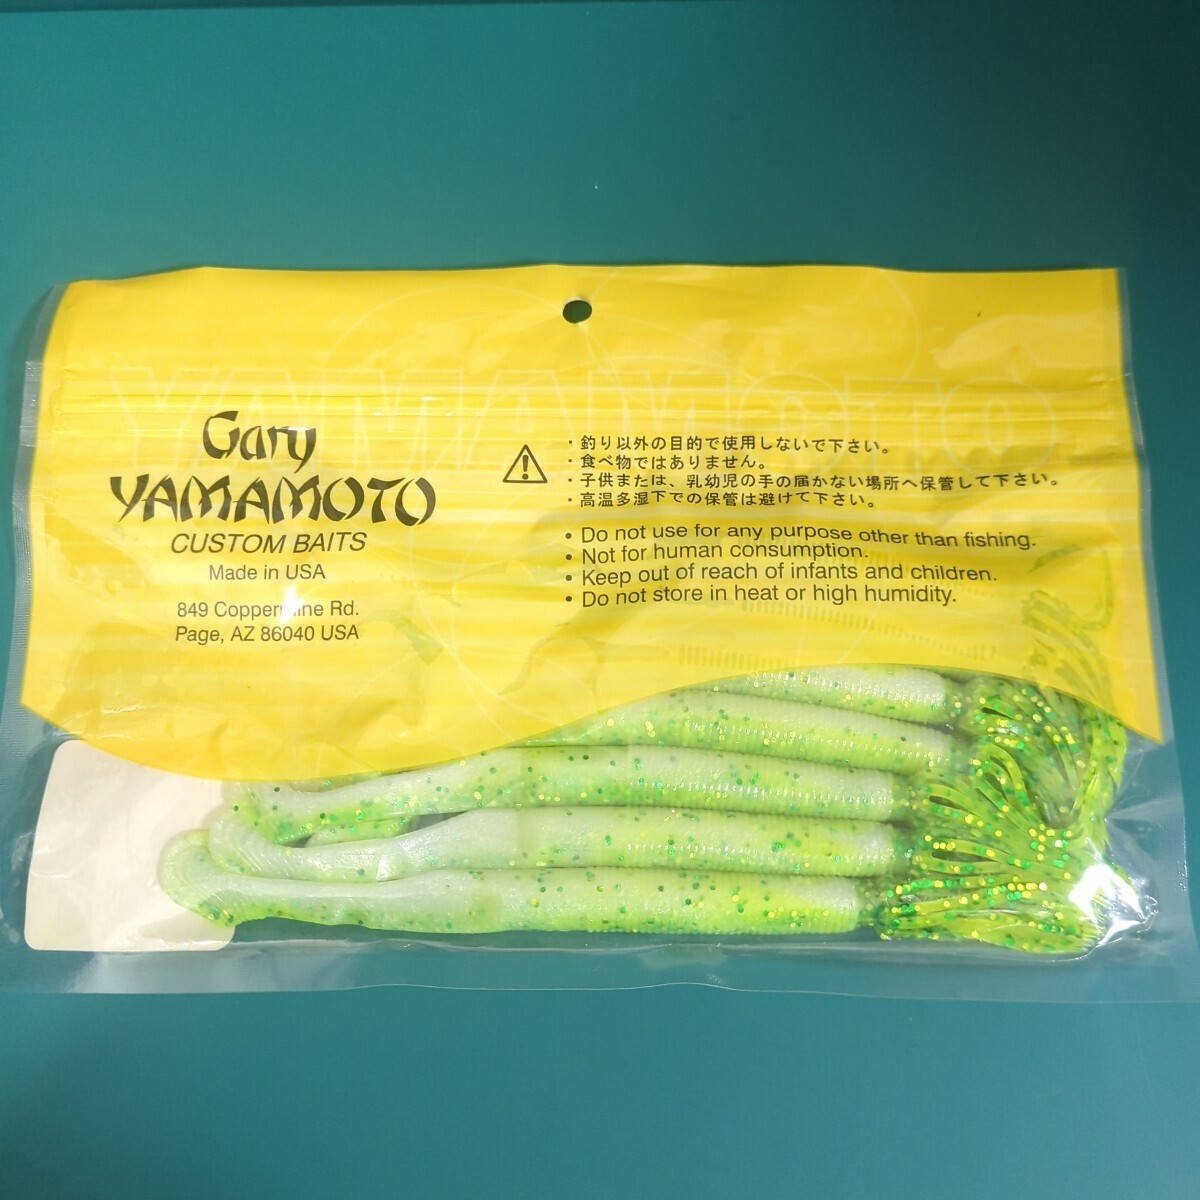 YAMAMOTO
Gary
YAMAMOTO
CUSTOM BAITS
Made in USA
849 Coppermine Rd.
Page, AZ 86040 USA
・釣り以外の目的で使用しないで下さい。
・食べ物ではありません。
・子供または、乳幼児の手の届かない場所へ保管して下さい。
・高温多湿下での保管は避けて下さい。
• Do not use for any purpose other than fishing.
• Not for human consumption.
• Keep out of reach of infants and children.
• Do not store in heat or high humidity.